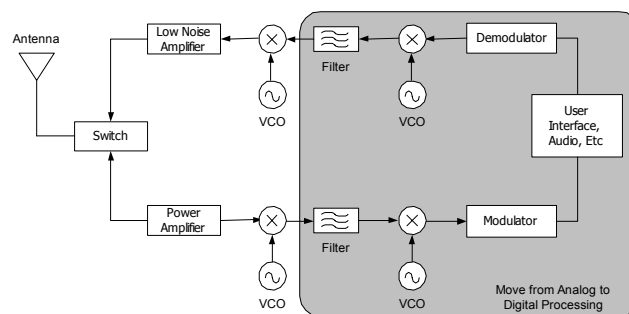 Antenna
Low Noise
Amplifier
Filter
Demodulator
VCO
VCO
User
Interface,
Audio, Etc
Switch
Power
Amplifier
Filter
Modulator
VCO
VCO
Move from Analog to
Digital Processing